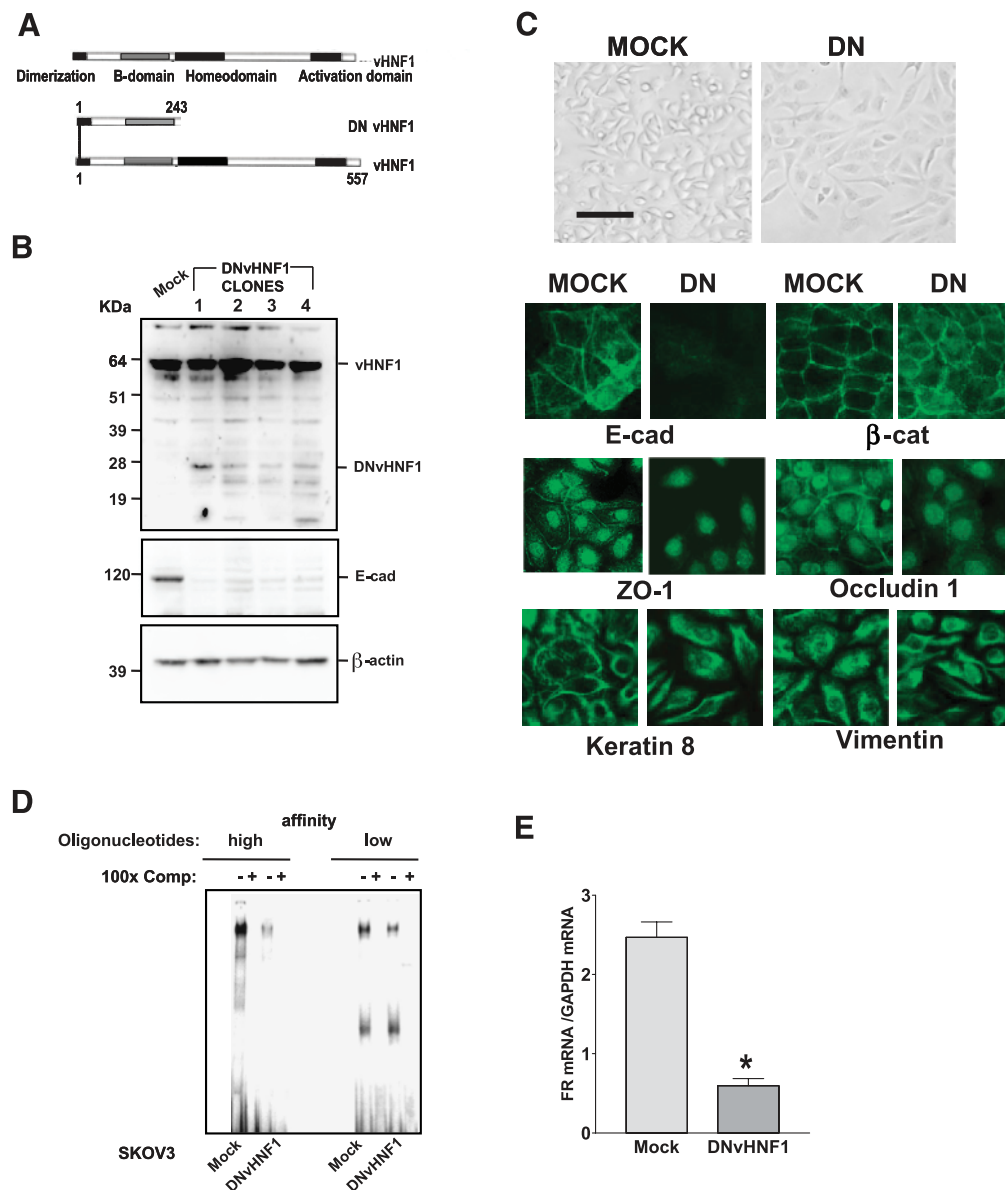 A
vHNF1
Dimerization B-domain Homeodomain Activation domain
1 243
DN vHNF1
vHNF1
1 557
B
Mock DNvHNF1 CLONES
KDa 1 2 3 4
64 vHNF1
51
39
28 DNvHNF1
19
120 E-cad
β-actin
39
C
MOCK DN
MOCK DN MOCK DN
E-cad β-cat
ZO-1 Occludin 1
Keratin 8 Vimentin
D
affinity
Oligonucleotides: high low
100x Comp: - + - + - + - +
SKOV3 Mock DNvHNF1 Mock DNvHNF1
E
FR mRNA /GAPDH mRNA
3
2
1
0
*
Mock DNvHNF1